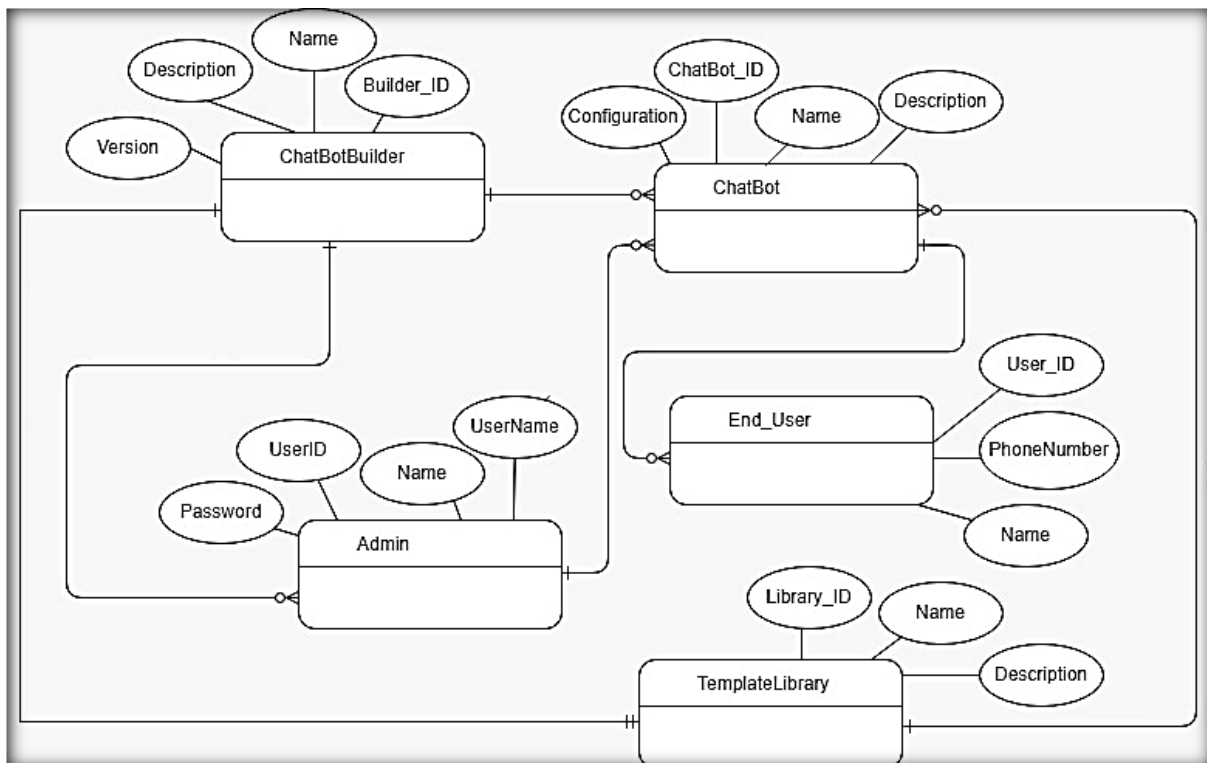 Name
Description
Builder_ID
Version
ChatBotBuilder
ChatBot_ID
Configuration
Name
Description
ChatBot
User_ID
End_User
PhoneNumber
Name
UserName
UserID
Name
Password
Admin
Library_ID
Name
TemplateLibrary
Description